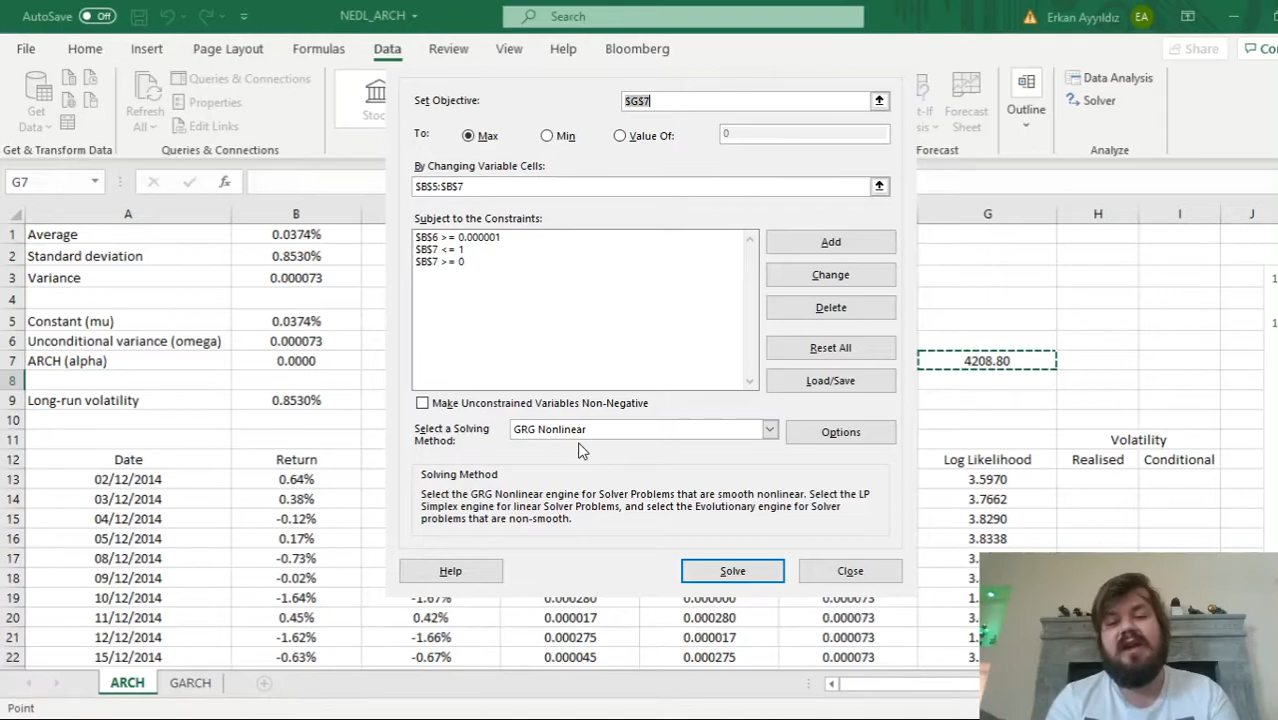 AutoSave Off NEDL_ARCH Search Erkan Ayyıldız EA
File Home Insert Page Layout Formulas Data Review View Help Bloomberg Share
Get Data Refresh All Queries & Connections Properties Edit Links
Outline Data Analysis Solver
Forecast Sheet
Get & Transform Data Queries & Connections Forecast Analyze
Set Objective: $G$7
To: Max Min Value Of: 0
By Changing Variable Cells:
$B$5:$B$7
Subject to the Constraints:
$B$6 >= 0.000001
$B$7 <= 1
$B$7 >= 0
Add
Change
Delete
Reset All
Load/Save
Make Unconstrained Variables Non-Negative
Select a Solving Method: GRG Nonlinear Options
Solving Method
Select the GRG Nonlinear engine for Solver Problems that are smooth nonlinear. Select the LP
Simplex engine for linear Solver Problems, and select the Evolutionary engine for Solver
problems that are non-smooth.
Help Solve Close
G7 fx
A B G H I J
1 Average 0.0374%
2 Standard deviation 0.8530%
3 Variance 0.000073
4
5 Constant (mu) 0.0374%
6 Unconditional variance (omega) 0.000073
7 ARCH (alpha) 0.0000 4208.80
8
9 Long-run volatility 0.8530%
10
11 Volatility
12 Date Return Log Likelihood Realised Conditional
13 02/12/2014 0.64% 3.5970
14 03/12/2014 0.38% 3.7662
15 04/12/2014 -0.12% 3.8290
16 05/12/2014 0.17% 3.8338
17 08/12/2014 -0.73%
18 09/12/2014 -0.02%
19 10/12/2014 -1.64% -1.67% 0.000280 0.000000 0.000073
20 11/12/2014 0.45% 0.42% 0.000017 0.000280 0.000073
21 12/12/2014 -1.62% -1.66% 0.000275 0.000017 0.000073
22 15/12/2014 -0.63% -0.67% 0.000045 0.000275 0.000073
ARCH GARCH
Point